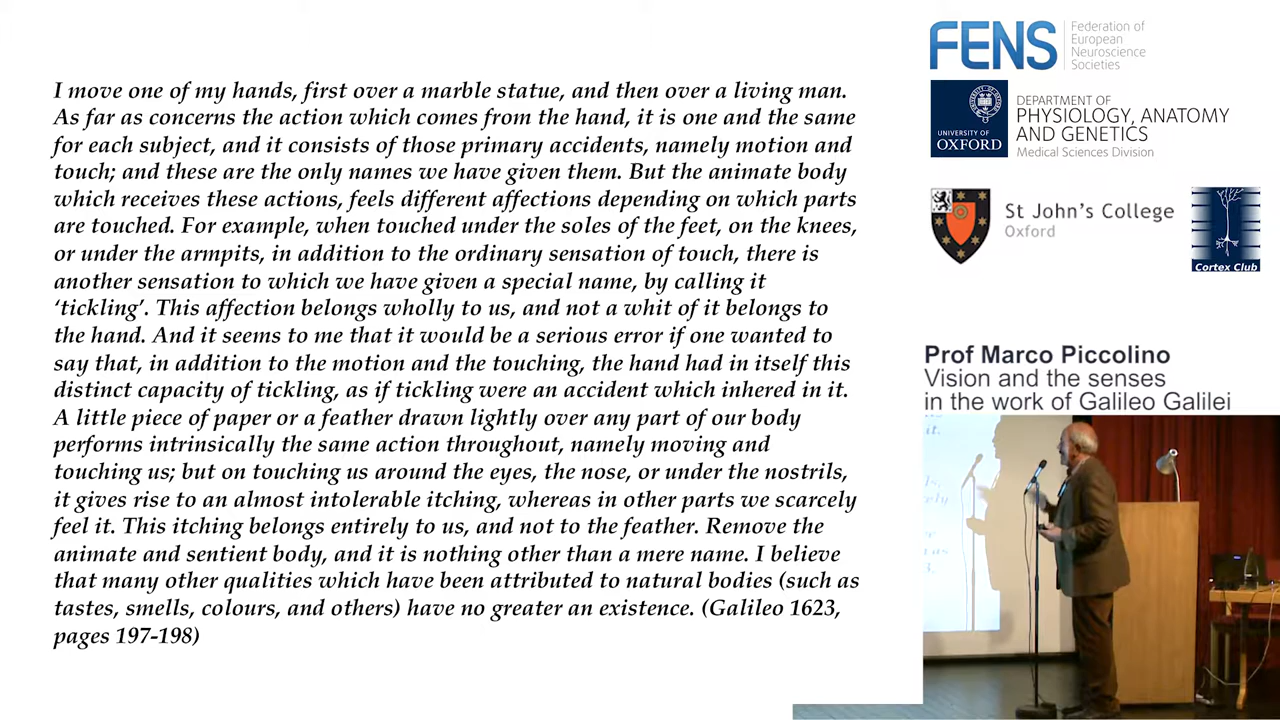 I move one of my hands, first over a marble statue, and then over a living man.
As far as concerns the action which comes from the hand, it is one and the same
for each subject, and it consists of those primary accidents, namely motion and
touch; and these are the only names we have given them. But the animate body
which receives these actions, feels different affections depending on which parts
are touched. For example, when touched under the soles of the feet, on the knees,
or under the armpits, in addition to the ordinary sensation of touch, there is
another sensation to which we have given a special name, by calling it
‘tickling’. This affection belongs wholly to us, and not a whit of it belongs to
the hand. And it seems to me that it would be a serious error if one wanted to
say that, in addition to the motion and the touching, the hand had in itself this
distinct capacity of tickling, as if tickling were an accident which inhered in it.
A little piece of paper or a feather drawn lightly over any part of our body
performs intrinsically the same action throughout, namely moving and
touching us; but on touching us around the eyes, the nose, or under the nostrils,
it gives rise to an almost intolerable itching, whereas in other parts we scarcely
feel it. This itching belongs entirely to us, and not to the feather. Remove the
animate and sentient body, and it is nothing other than a mere name. I believe
that many other qualities which have been attributed to natural bodies (such as
tastes, smells, colours, and others) have no greater an existence. (Galileo 1623,
pages 197-198)
FENS
Federation of
European
Neuroscience
Societies
UNIVERSITY OF
OXFORD
DEPARTMENT OF
PHYSIOLOGY, ANATOMY
AND GENETICS
Medical Sciences Division
St John's College
Oxford
Cortex Club
Prof Marco Piccolino
Vision and the senses
in the work of Galileo Galilei
it.